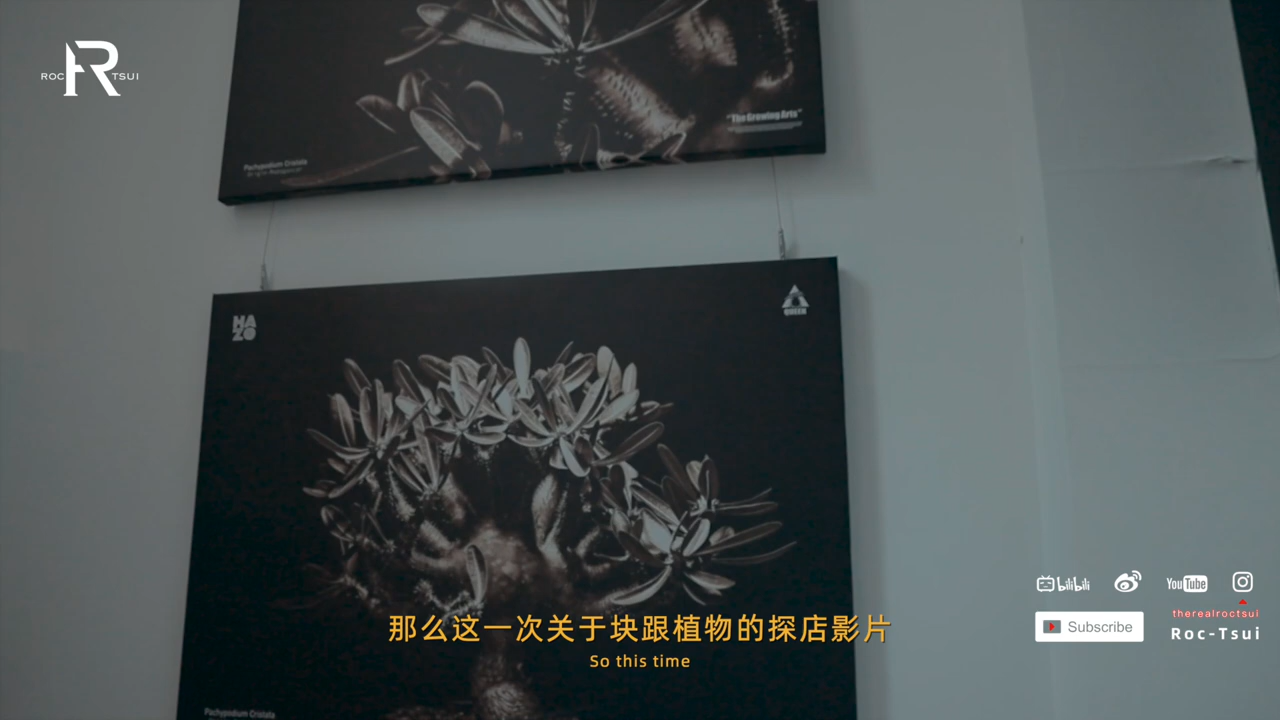 ROC R TSUI
"The Growing Arts"
Pachypodium Cristata
HA
ZO
QUEEN
bilibili
YouTube
therealroctsui
Subscribe
Roc-Tsui
那么这一次关于块跟植物的探店影片
So this time
Pachypodium Cristata